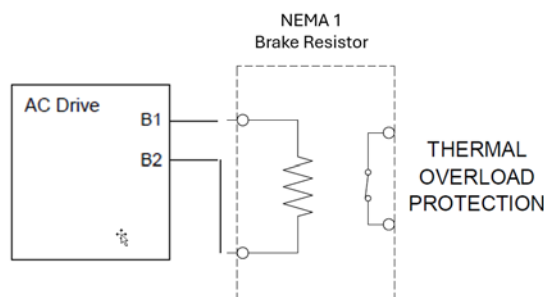 NEMA 1
Brake Resistor
AC Drive
B1
B2
THERMAL
OVERLOAD
PROTECTION